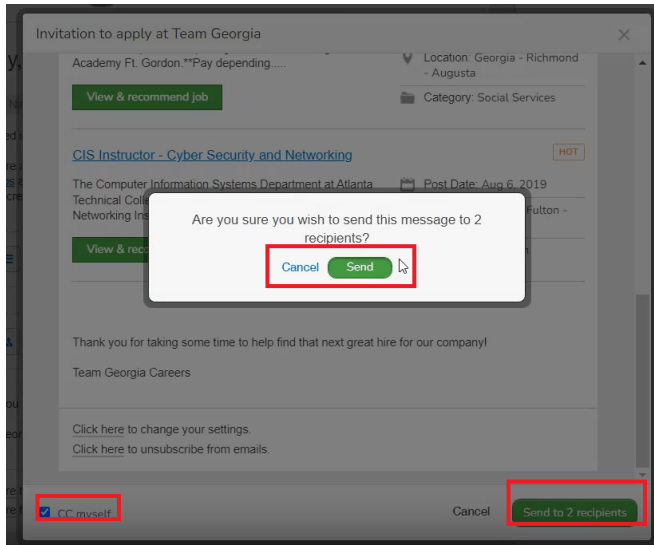 Invitation to apply at Team Georgia
Academy Ft. Gordon.**Pay depending.....
Location: Georgia - Richmond
- Augusta
View & recommend job
Category: Social Services
CIS Instructor - Cyber Security and Networking
HOT
The Computer Information Systems Department at Atlanta
Post Date: Aug 6, 2019
Technical Colle
Networking Ins
Fulton -
View & reco
Are you sure you wish to send this message to 2
recipients?
Cancel Send
Thank you for taking some time to help find that next great hire for our company!
Team Georgia Careers
Click here to change your settings.
Click here to unsubscribe from emails.
CC myself
Cancel
Send to 2 recipients